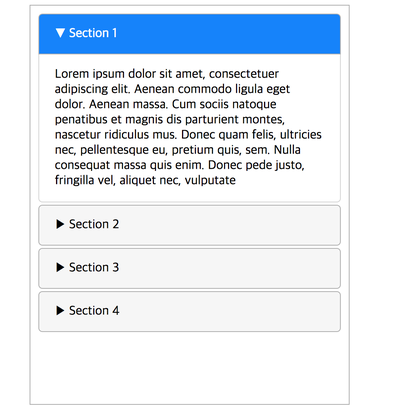 ▼ Section 1
Lorem ipsum dolor sit amet, consectetuer
adipiscing elit. Aenean commodo ligula eget
dolor. Aenean massa. Cum sociis natoque
penatibus et magnis dis parturient montes,
nascetur ridiculus mus. Donec quam felis, ultricies
nec, pellentesque eu, pretium quis, sem. Nulla
consequat massa quis enim. Donec pede justo,
fringilla vel, aliquet nec, vulputate
▶ Section 2
▶ Section 3
▶ Section 4